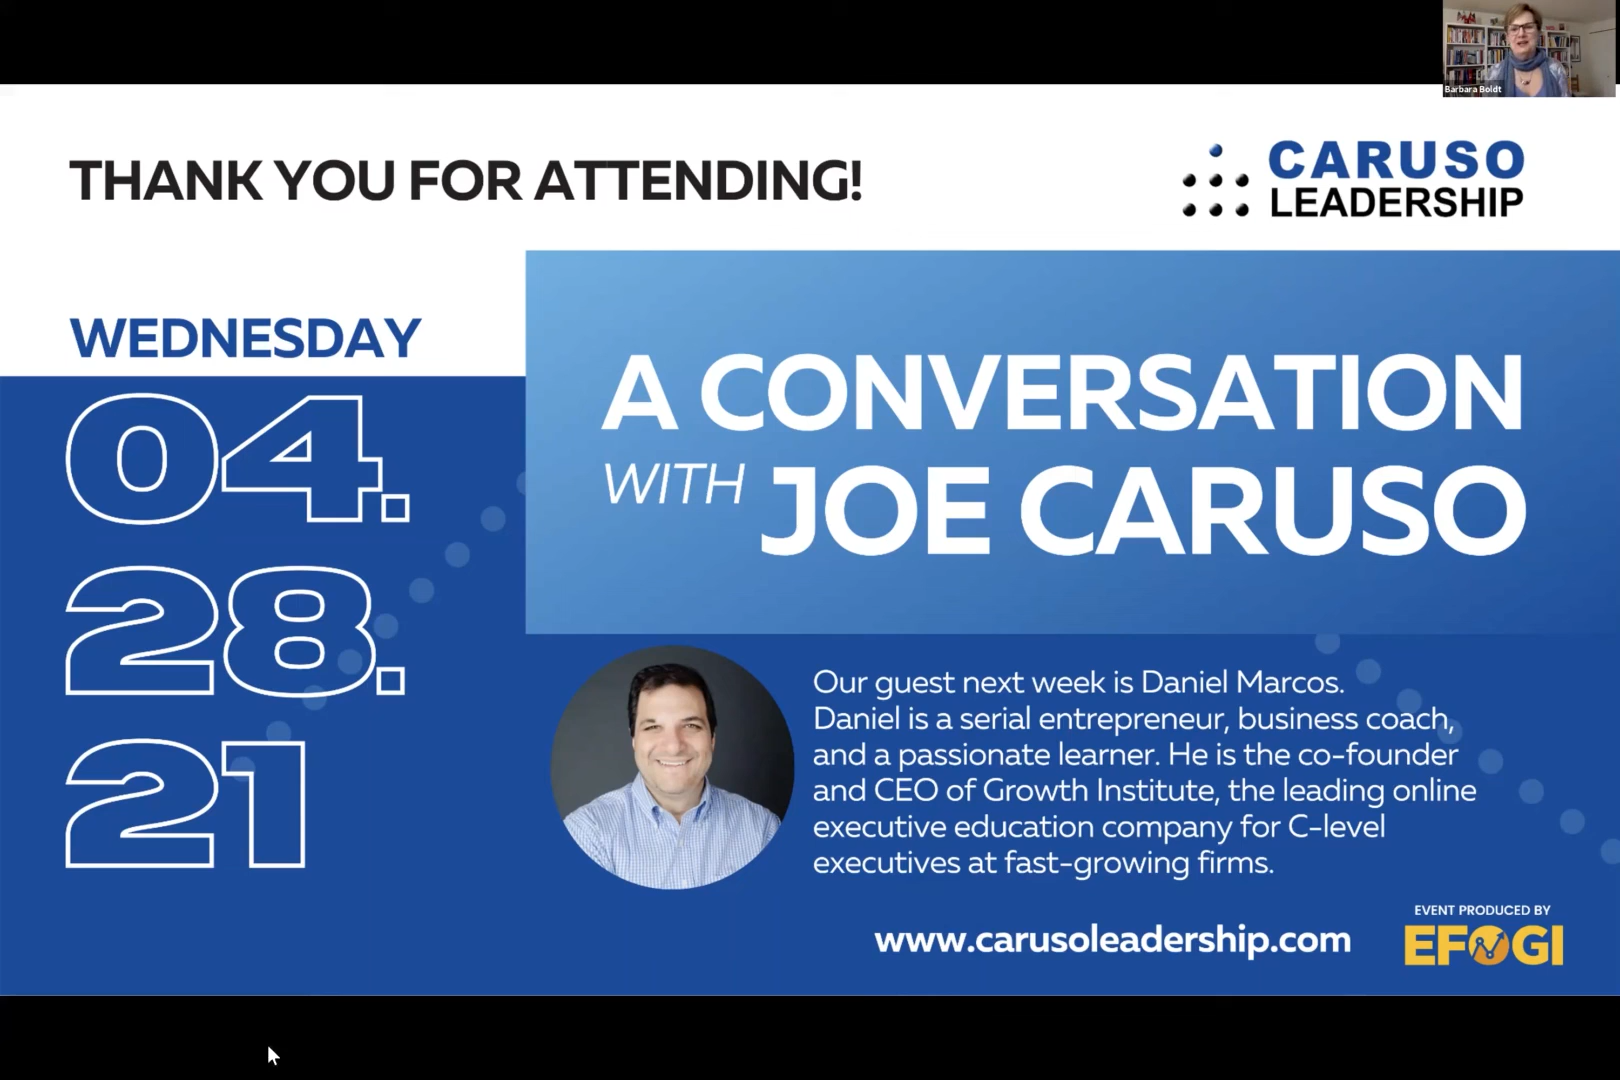 Barbara Boldt
THANK YOU FOR ATTENDING!
CARUSO
LEADERSHIP
WEDNESDAY
04.
28.
21
A CONVERSATION
WITH JOE CARUSO
Our guest next week is Daniel Marcos.
Daniel is a serial entrepreneur, business coach,
and a passionate learner. He is the co-founder
and CEO of Growth Institute, the leading online
executive education company for C-level
executives at fast-growing firms.
www.carusoleadership.com
EVENT PRODUCED BY
EFOGI